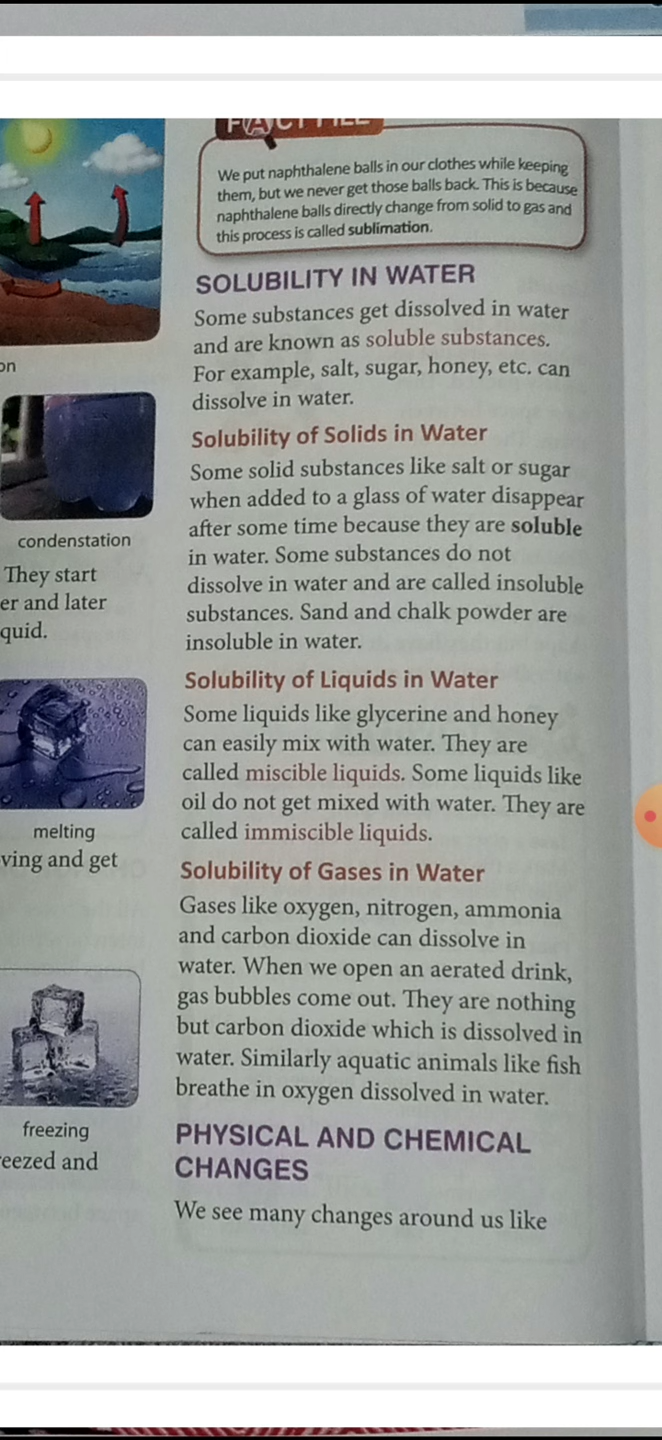 on
condenstation
They start
er and later
quid.
melting
ving and get
freezing
eezed and
FACT FILE
We put naphthalene balls in our clothes while keeping
them, but we never get those balls back. This is because
naphthalene balls directly change from solid to gas and
this process is called sublimation.
SOLUBILITY IN WATER
Some substances get dissolved in water
and are known as soluble substances.
For example, salt, sugar, honey, etc. can
dissolve in water.
Solubility of Solids in Water
Some solid substances like salt or sugar
when added to a glass of water disappear
after some time because they are soluble
in water. Some substances do not
dissolve in water and are called insoluble
substances. Sand and chalk powder are
insoluble in water.
Solubility of Liquids in Water
Some liquids like glycerine and honey
can easily mix with water. They are
called miscible liquids. Some liquids like
oil do not get mixed with water. They are
called immiscible liquids.
Solubility of Gases in Water
Gases like oxygen, nitrogen, ammonia
and carbon dioxide can dissolve in
water. When we open an aerated drink,
gas bubbles come out. They are nothing
but carbon dioxide which is dissolved in
water. Similarly aquatic animals like fish
breathe in oxygen dissolved in water.
PHYSICAL AND CHEMICAL
CHANGES
We see many changes around us like